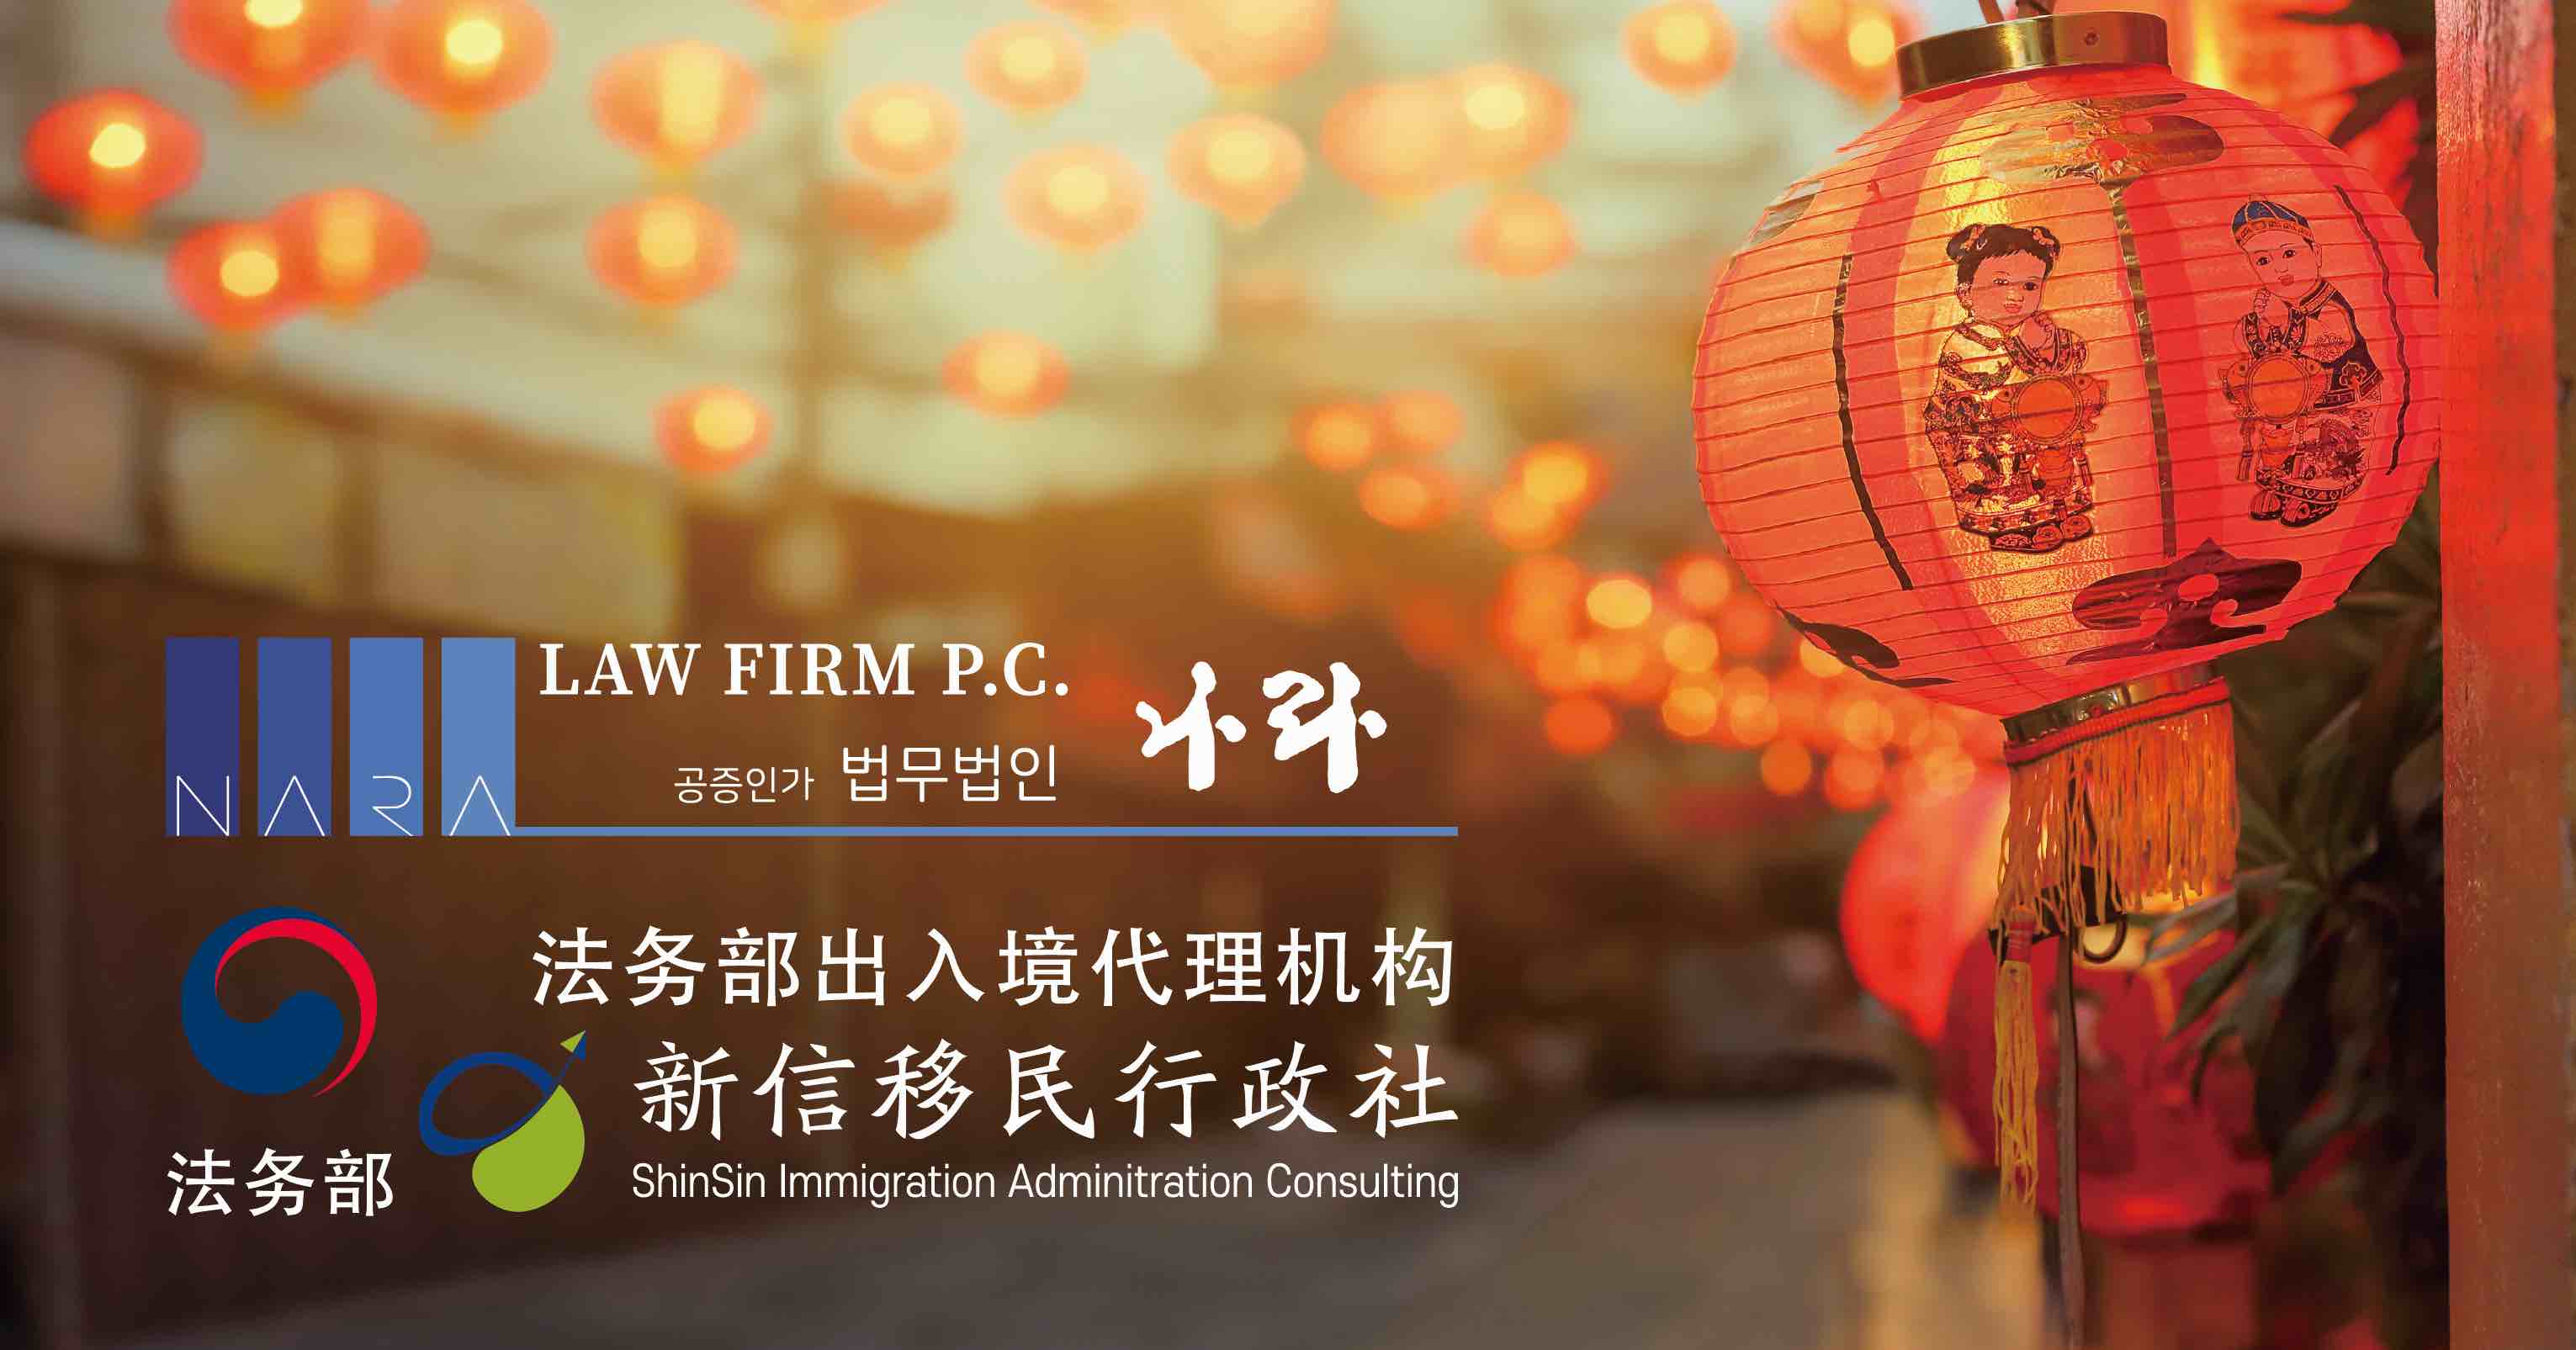 NARA
LAW FIRM P.C.
공증인가 법무법인 나라
法务部出入境代理机构
新信移民行政社
ShinSin Immigration Adminitration Consulting
法务部